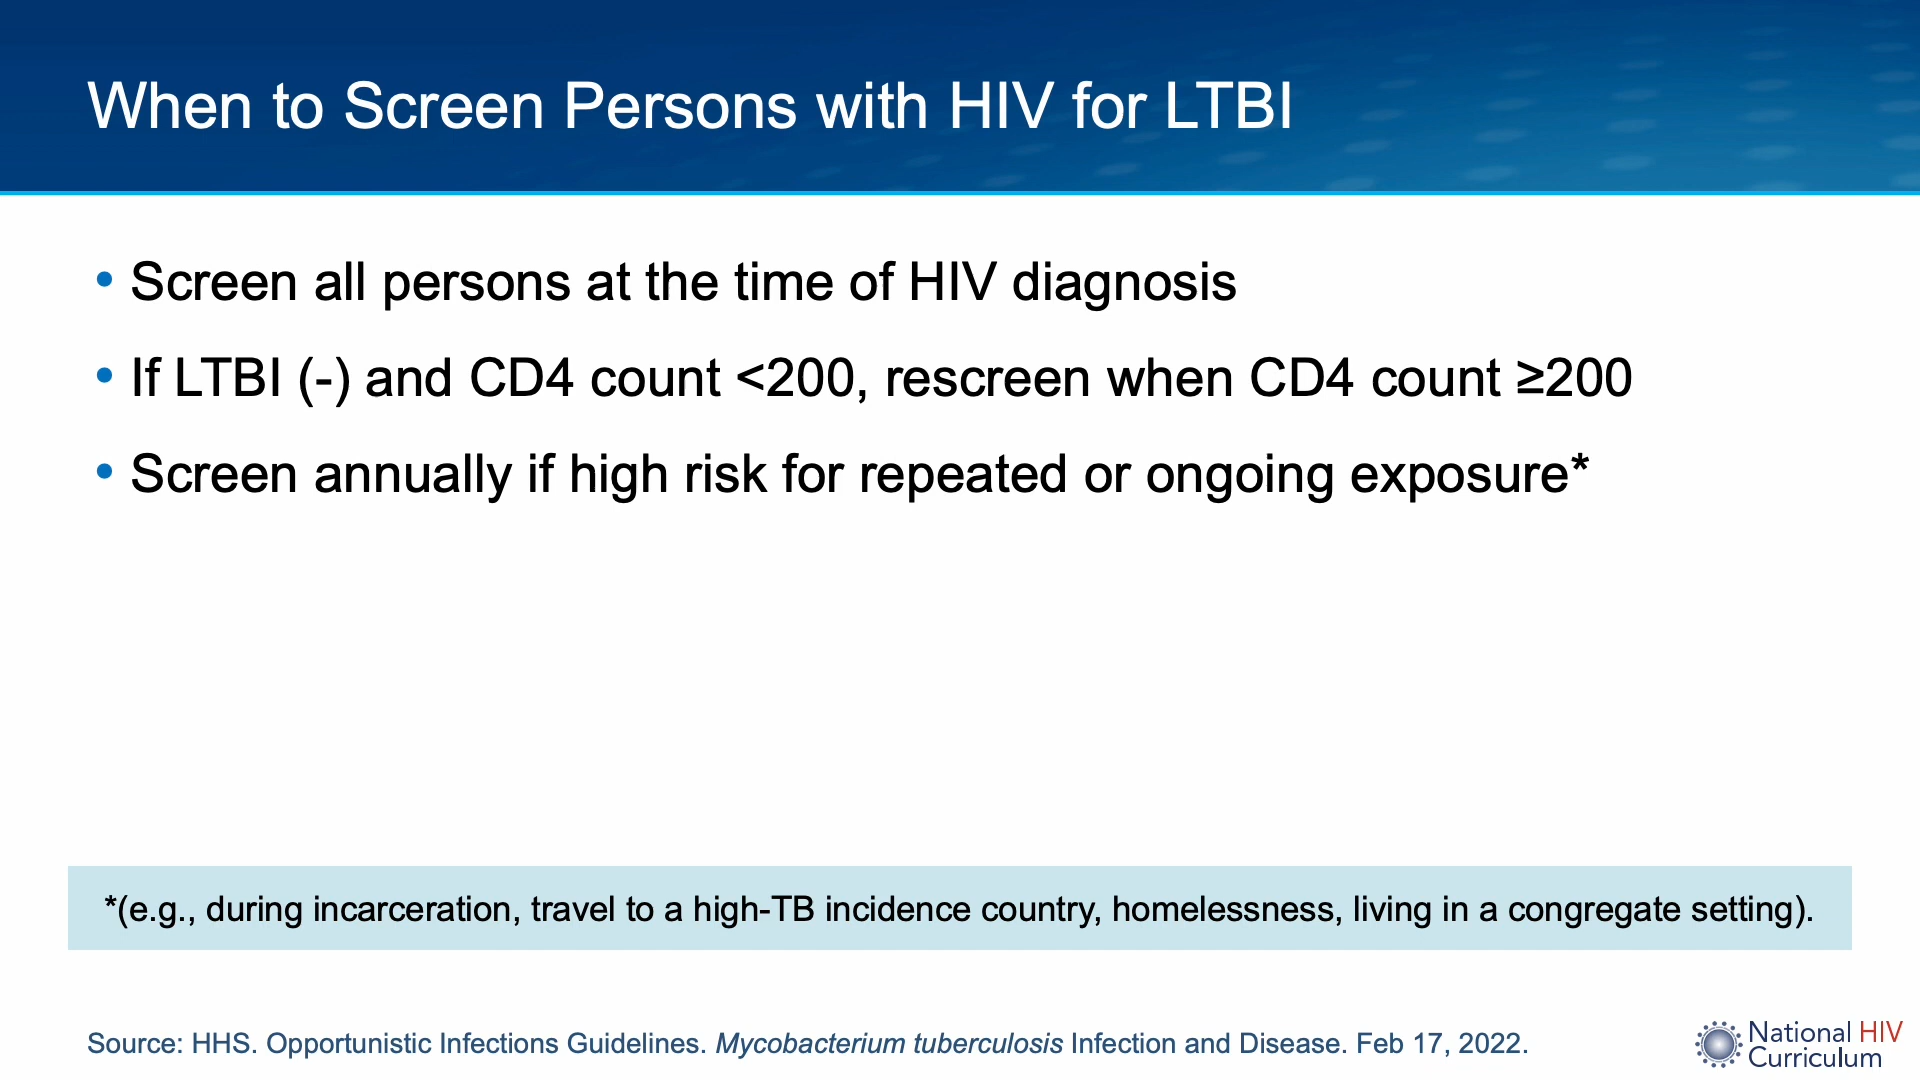 When to Screen Persons with HIV for LTBI
• Screen all persons at the time of HIV diagnosis
• If LTBI (-) and CD4 count <200, rescreen when CD4 count ≥200
• Screen annually if high risk for repeated or ongoing exposure*
*(e.g., during incarceration, travel to a high-TB incidence country, homelessness, living in a congregate setting).
Source: HHS. Opportunistic Infections Guidelines. Mycobacterium tuberculosis Infection and Disease. Feb 17, 2022.
National HIV
Curriculum